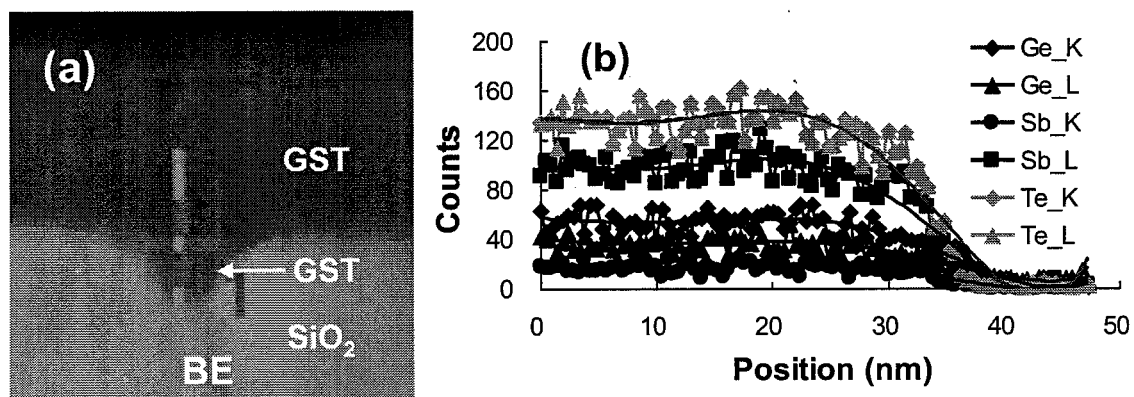 (a)
GST
GST
SiO₂
BE
(b)
Counts
200
160
120
80
40
0
0
10
20
30
40
50
Position (nm)
Ge_K
Ge_L
Sb_K
Sb_L
Te_K
Te_L